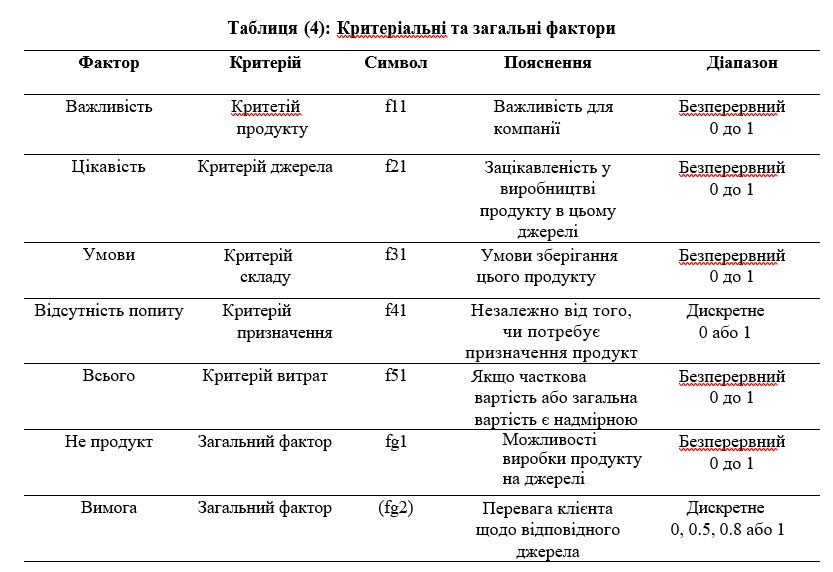 Таблиця (4): Критеріальні та загальні фактори
Фактор Критерій Символ Пояснення Діапазон
Важливість Критетій f11 Важливість для Безперервний
продукту компанії 0 до 1
Цікавість Критерій джерела f21 Зацікавленість у Безперервний
виробництві 0 до 1
продукту в цьому
джерелі
Умови Критерій f31 Умови зберігання Безперервний
складу цього продукту 0 до 1
Відсутність попиту Критерій f41 Незалежно від того, Дискретне
призначення чи потребує 0 або 1
призначення продукт
Всього Критерій витрат f51 Якщо часткова Безперервний
вартість або загальна 0 до 1
вартість є надмірною
Не продукт Загальний фактор fg1 Можливості Безперервний
виробки продукту 0 до 1
на джерелі
Вимога Загальний фактор (fg2) Перевага клієнта Дискретне
щодо відповідного 0, 0.5, 0.8 або 1
джерела